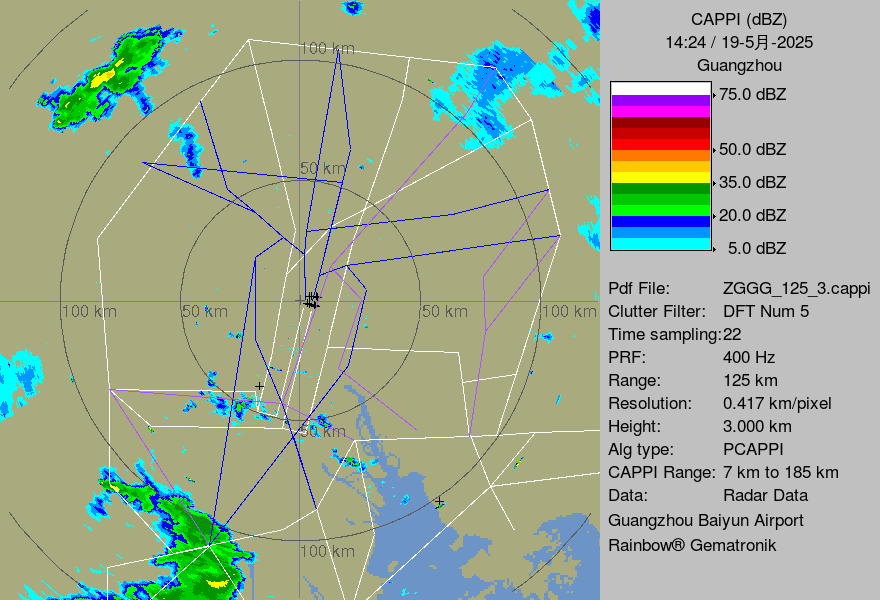 100 km
50 km
100 km
50 km
50 km
100 km
50 km
100 km
CAPPI (dBZ)
14:24 / 19-5月-2025
Guangzhou
75.0 dBZ
50.0 dBZ
35.0 dBZ
20.0 dBZ
5.0 dBZ
Pdf File: ZGGG_125_3.cappi
Clutter Filter: DFT Num 5
Time sampling:22
PRF: 400 Hz
Range: 125 km
Resolution: 0.417 km/pixel
Height: 3.000 km
Alg type: PCAPPI
CAPPI Range: 7 km to 185 km
Data: Radar Data
Guangzhou Baiyun Airport
Rainbow® Gematronik